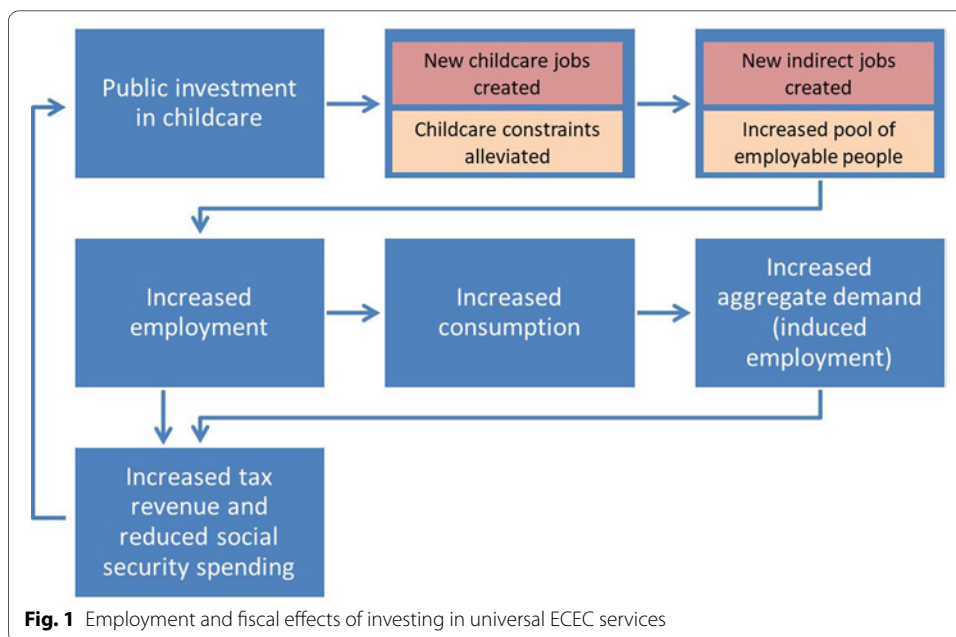 Public investment
in childcare
New childcare jobs
created
Childcare constraints
alleviated
New indirect jobs
created
Increased pool of
employable people
Increased
employment
Increased
consumption
Increased
aggregate demand
(induced
employment)
Increased tax
revenue and
reduced social
security spending
Fig. 1 Employment and fiscal effects of investing in universal ECEC services